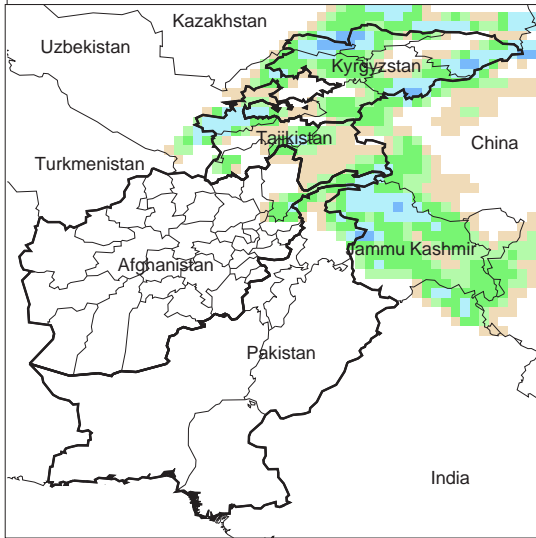 Kazakhstan
Uzbekistan
Kyrgyzstan
Tajikistan
China
Turkmenistan
Jammu Kashmir
Afghanistan
Pakistan
India